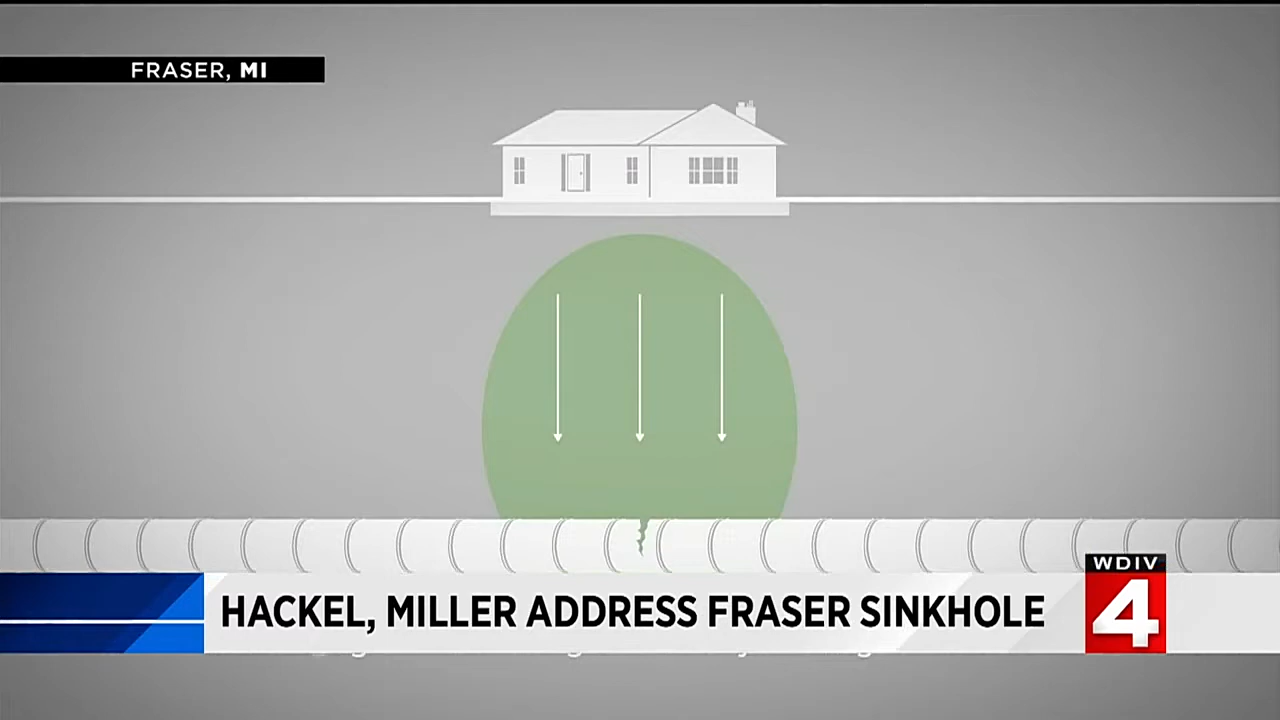 FRASER, MI
HACKEL, MILLER ADDRESS FRASER SINKHOLE
WDIV
4